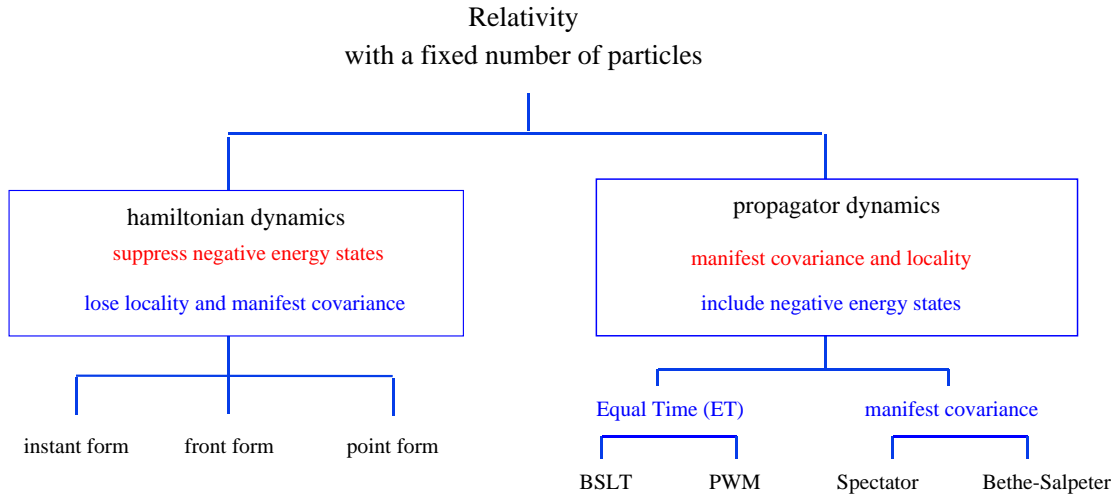 Relativity
with a fixed number of particles
hamiltonian dynamics
suppress negative energy states
lose locality and manifest covariance
propagator dynamics
manifest covariance and locality
include negative energy states
instant form
front form
point form
Equal Time (ET)
manifest covariance
BSLT
PWM
Spectator
Bethe-Salpeter